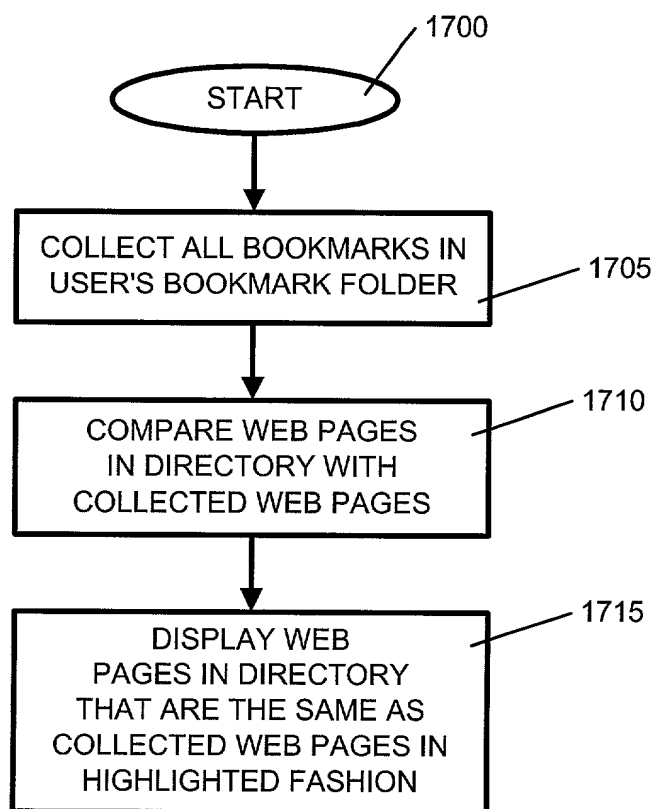 1700
START
COLLECT ALL BOOKMARKS IN
USER'S BOOKMARK FOLDER
1705
1710
COMPARE WEB PAGES
IN DIRECTORY WITH
COLLECTED WEB PAGES
1715
DISPLAY WEB
PAGES IN DIRECTORY
THAT ARE THE SAME AS
COLLECTED WEB PAGES IN
HIGHLIGHTED FASHION